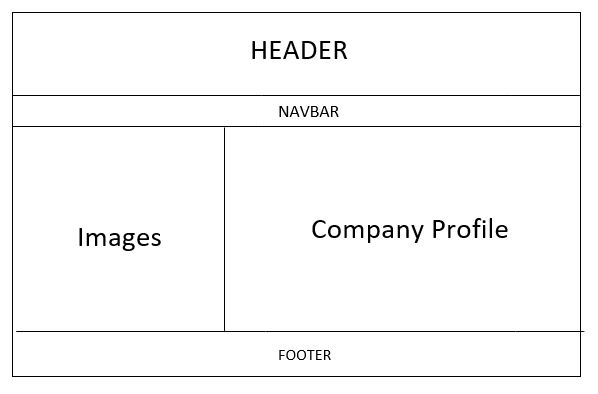 HEADER
NAVBAR
Images
Company Profile
FOOTER